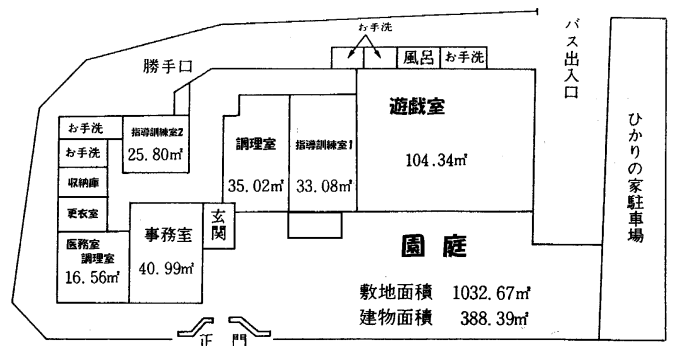 お手洗
バス出入口
風呂
お手洗
勝手口
遊戯室
104.34㎡
調理室
35.02㎡
指導訓練室1
33.08㎡
お手洗
指導訓練室2
25.80㎡
お手洗
収納庫
更衣室
医務室
調理室
16.56㎡
事務室
40.99㎡
玄関
園庭
敷地面積 1032.67㎡
建物面積 388.39㎡
正門
ひかりの家駐車場